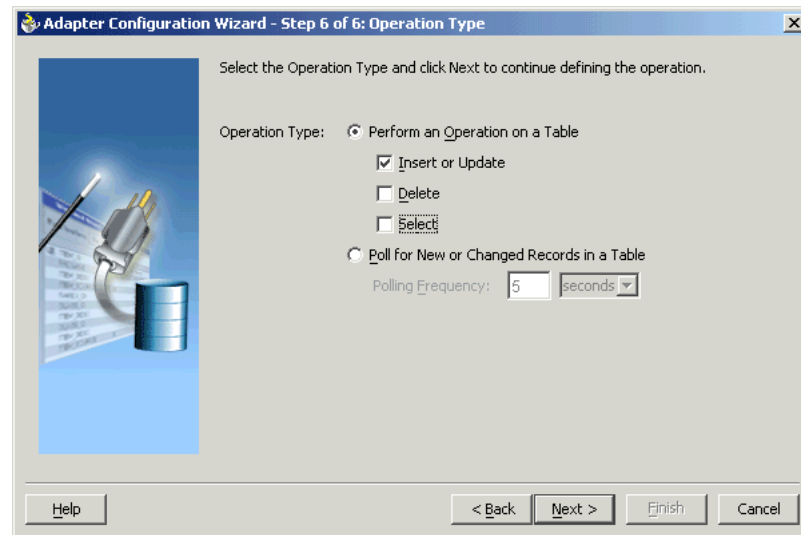 Adapter Configuration Wizard - Step 6 of 6: Operation Type
Select the Operation Type and click Next to continue defining the operation.
Operation Type: Perform an Operation on a Table
Insert or Update
Delete
Select
Poll for New or Changed Records in a Table
Polling Frequency: 5 seconds
Help < Back Next > Finish Cancel